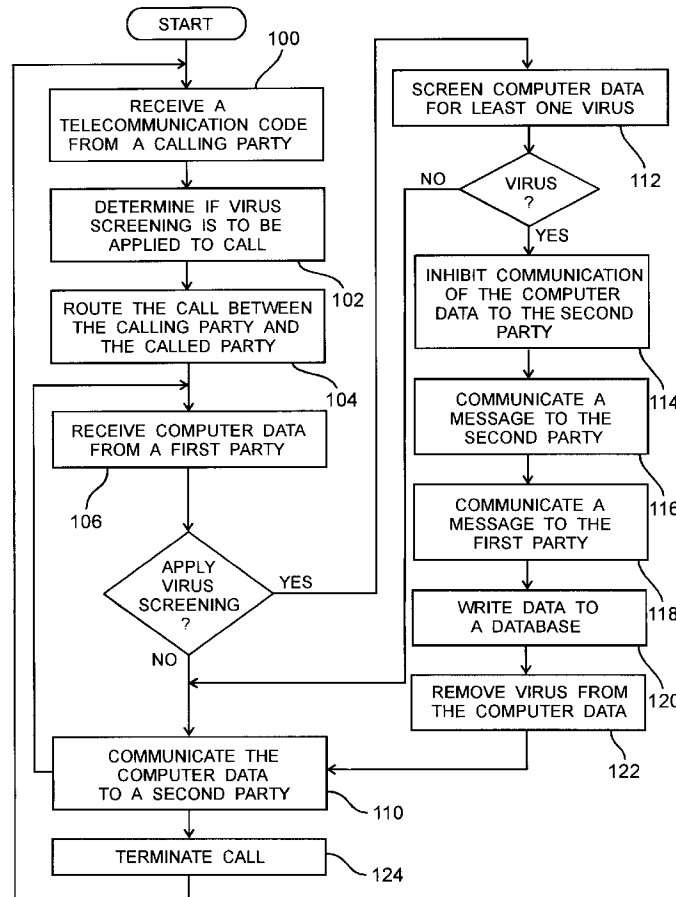 START
100
RECEIVE A
TELECOMMUNICATION CODE
FROM A CALLING PARTY
DETERMINE IF VIRUS
SCREENING IS TO BE
APPLIED TO CALL
102
ROUTE THE CALL BETWEEN
THE CALLING PARTY AND
THE CALLED PARTY
104
RECEIVE COMPUTER DATA
FROM A FIRST PARTY
106
APPLY
VIRUS
SCREENING
?
YES
NO
COMMUNICATE THE
COMPUTER DATA
TO A SECOND PARTY
110
TERMINATE CALL
124
SCREEN COMPUTER DATA
FOR LEAST ONE VIRUS
112
NO
VIRUS
?
YES
INHIBIT COMMUNICATION
OF THE COMPUTER
DATA TO THE SECOND
PARTY
114
COMMUNICATE A
MESSAGE TO THE
SECOND PARTY
116
COMMUNICATE A
MESSAGE TO THE
FIRST PARTY
118
WRITE DATA TO
A DATABASE
120
REMOVE VIRUS FROM
THE COMPUTER DATA
122